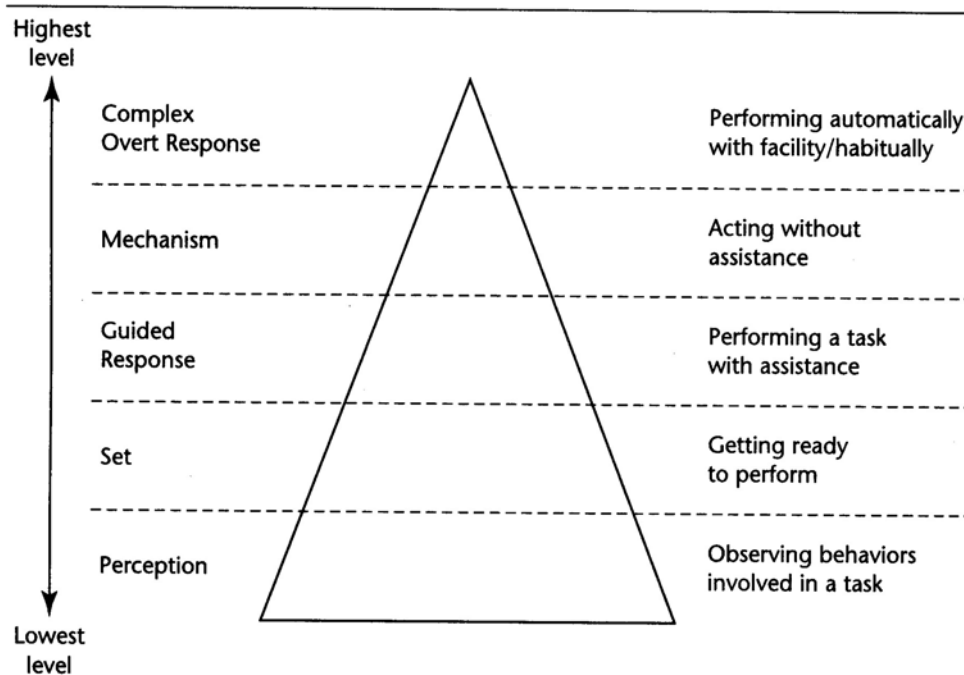 Highest
level
Complex
Overt Response
Performing automatically
with facility/habitually
Mechanism
Acting without
assistance
Guided
Response
Performing a task
with assistance
Set
Getting ready
to perform
Perception
Observing behaviors
involved in a task
Lowest
level